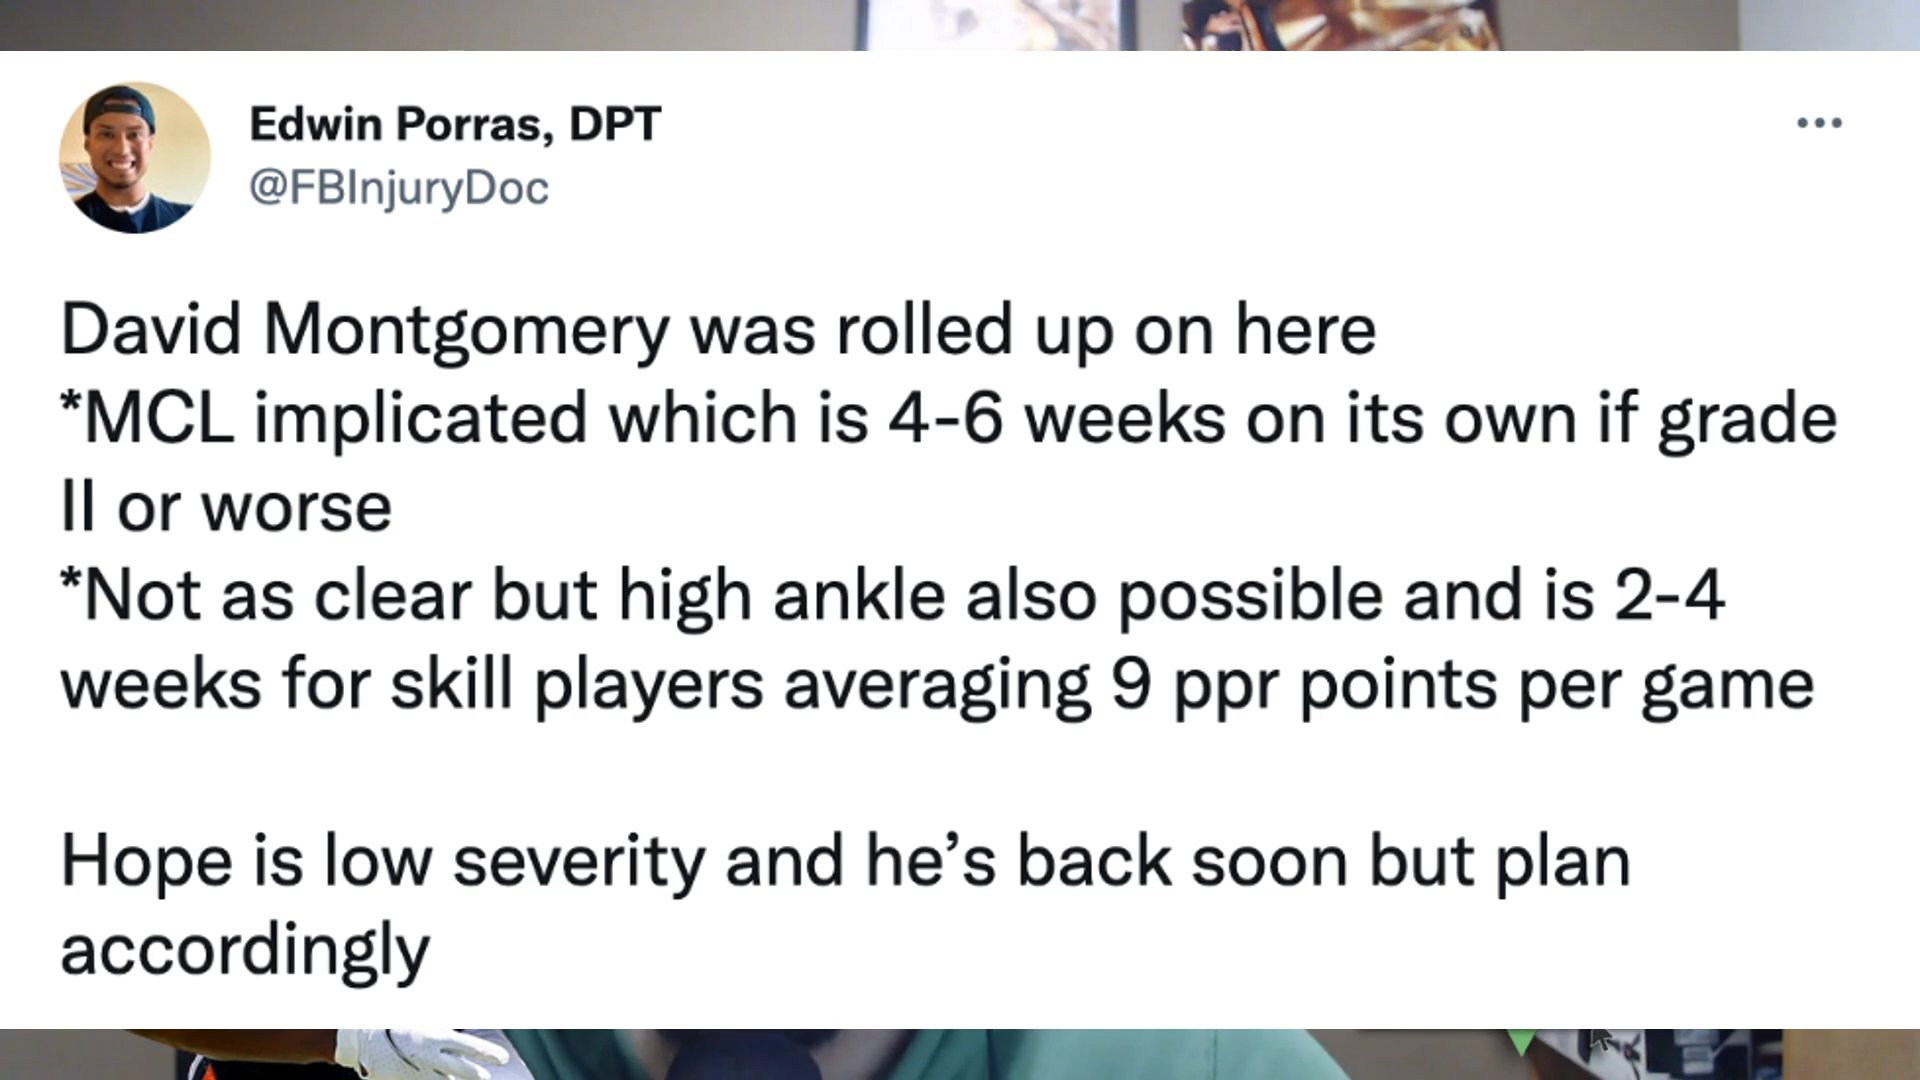 Edwin Porras, DPT
@FBInjuryDoc
David Montgomery was rolled up on here
*MCL implicated which is 4-6 weeks on its own if grade
II or worse
*Not as clear but high ankle also possible and is 2-4
weeks for skill players averaging 9 ppr points per game
Hope is low severity and he’s back soon but plan
accordingly